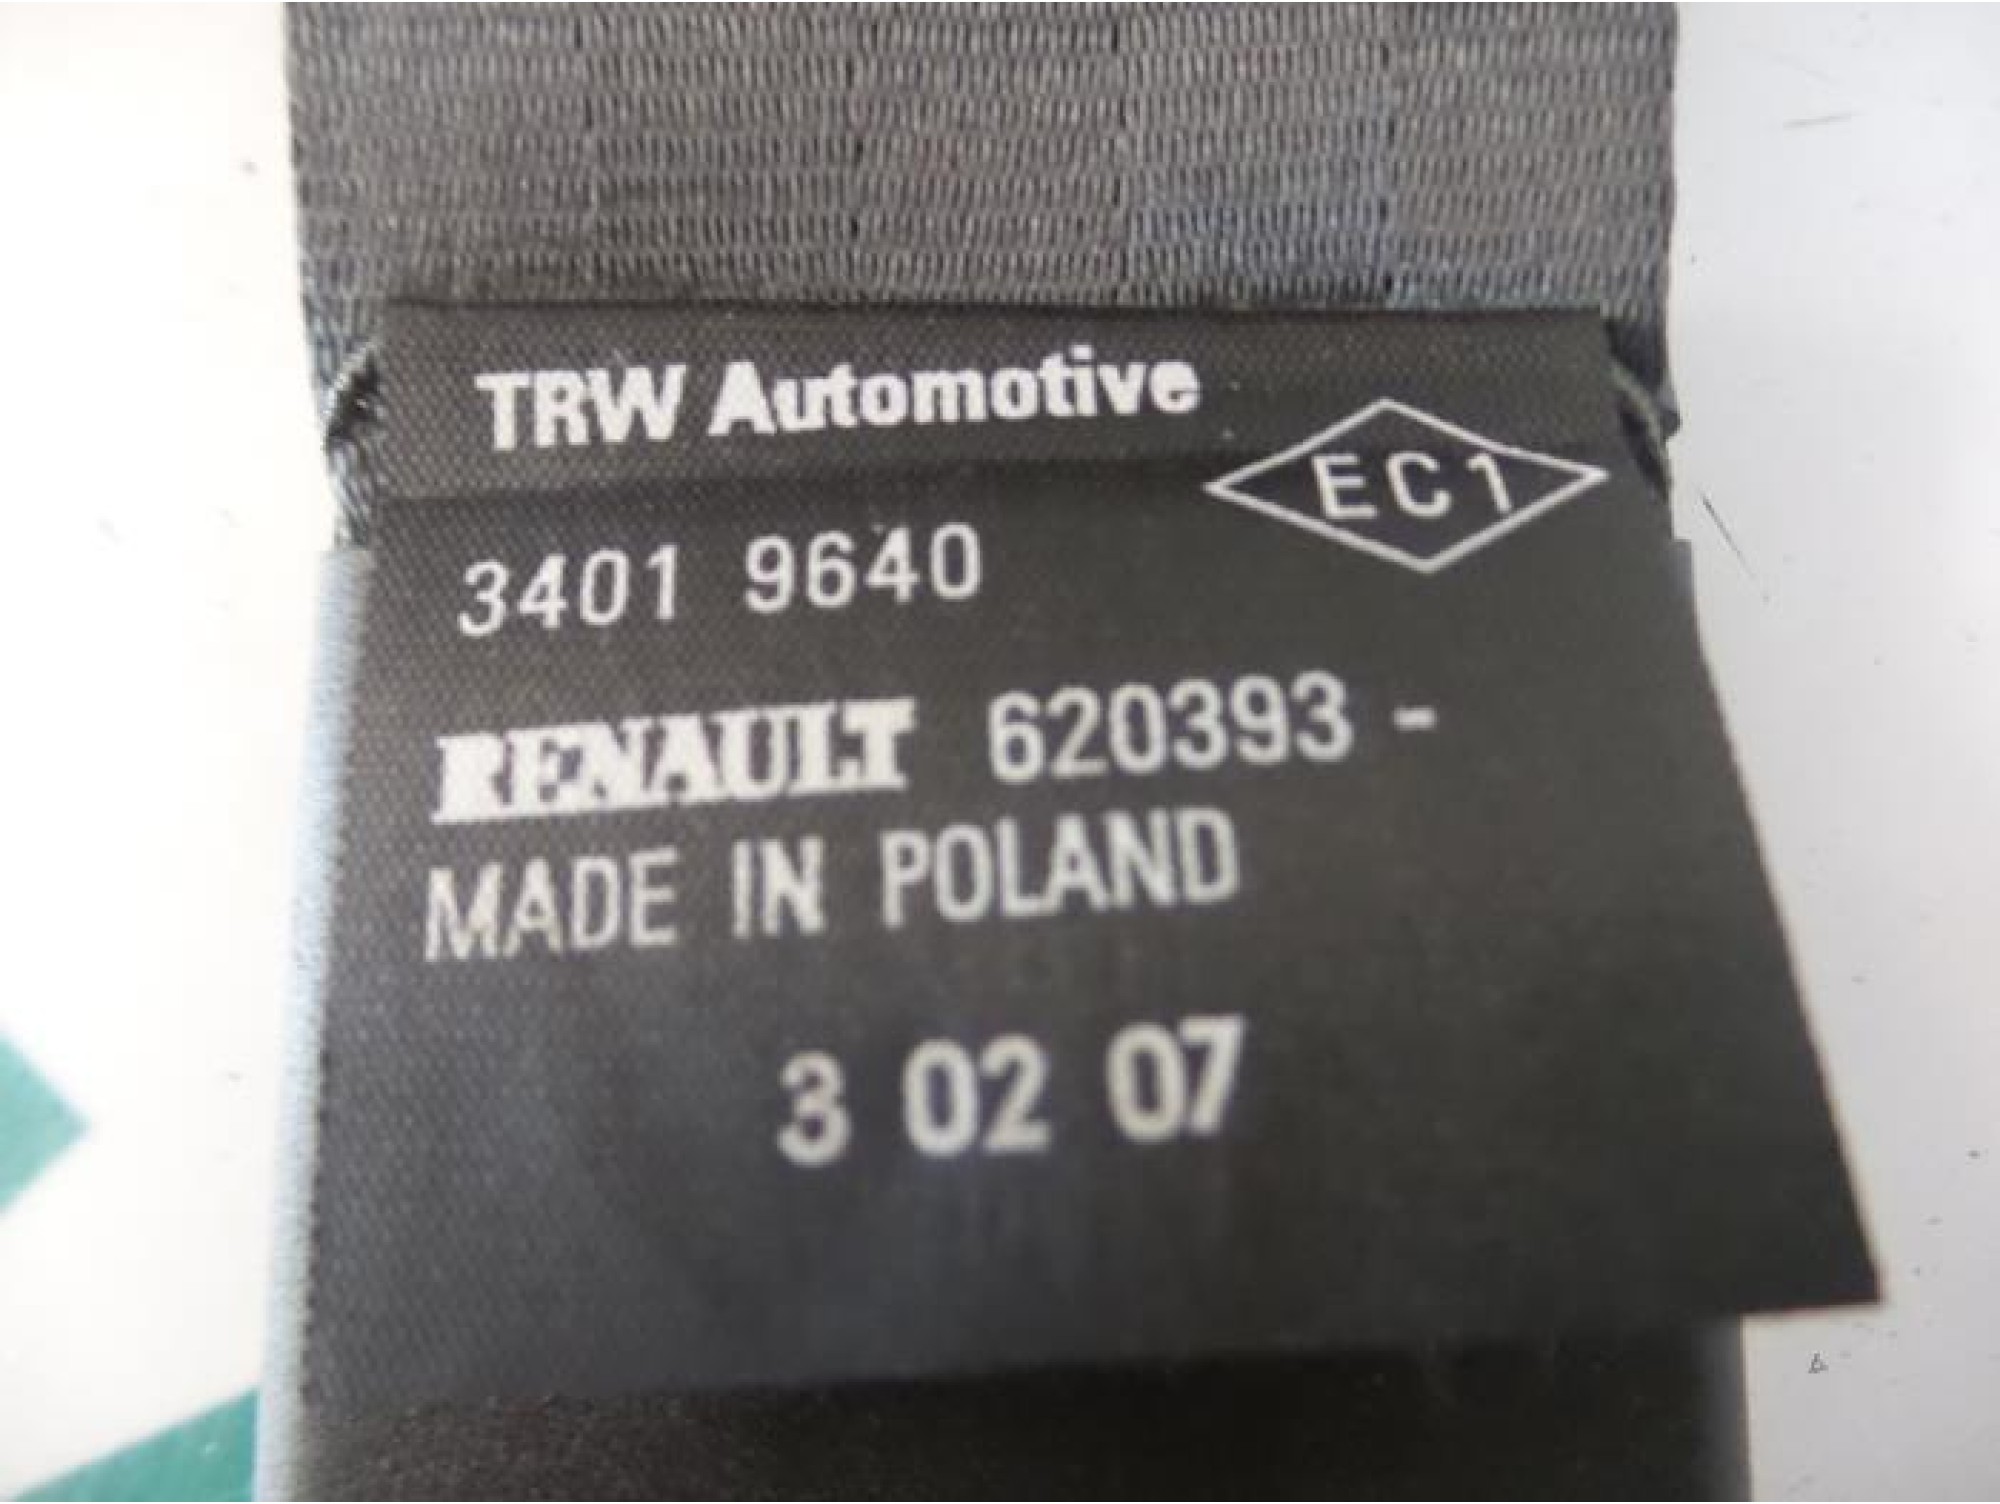 TRW Automotive
EC1
3401 9640
RENAULT 620393 -
MADE IN POLAND
3 02 07